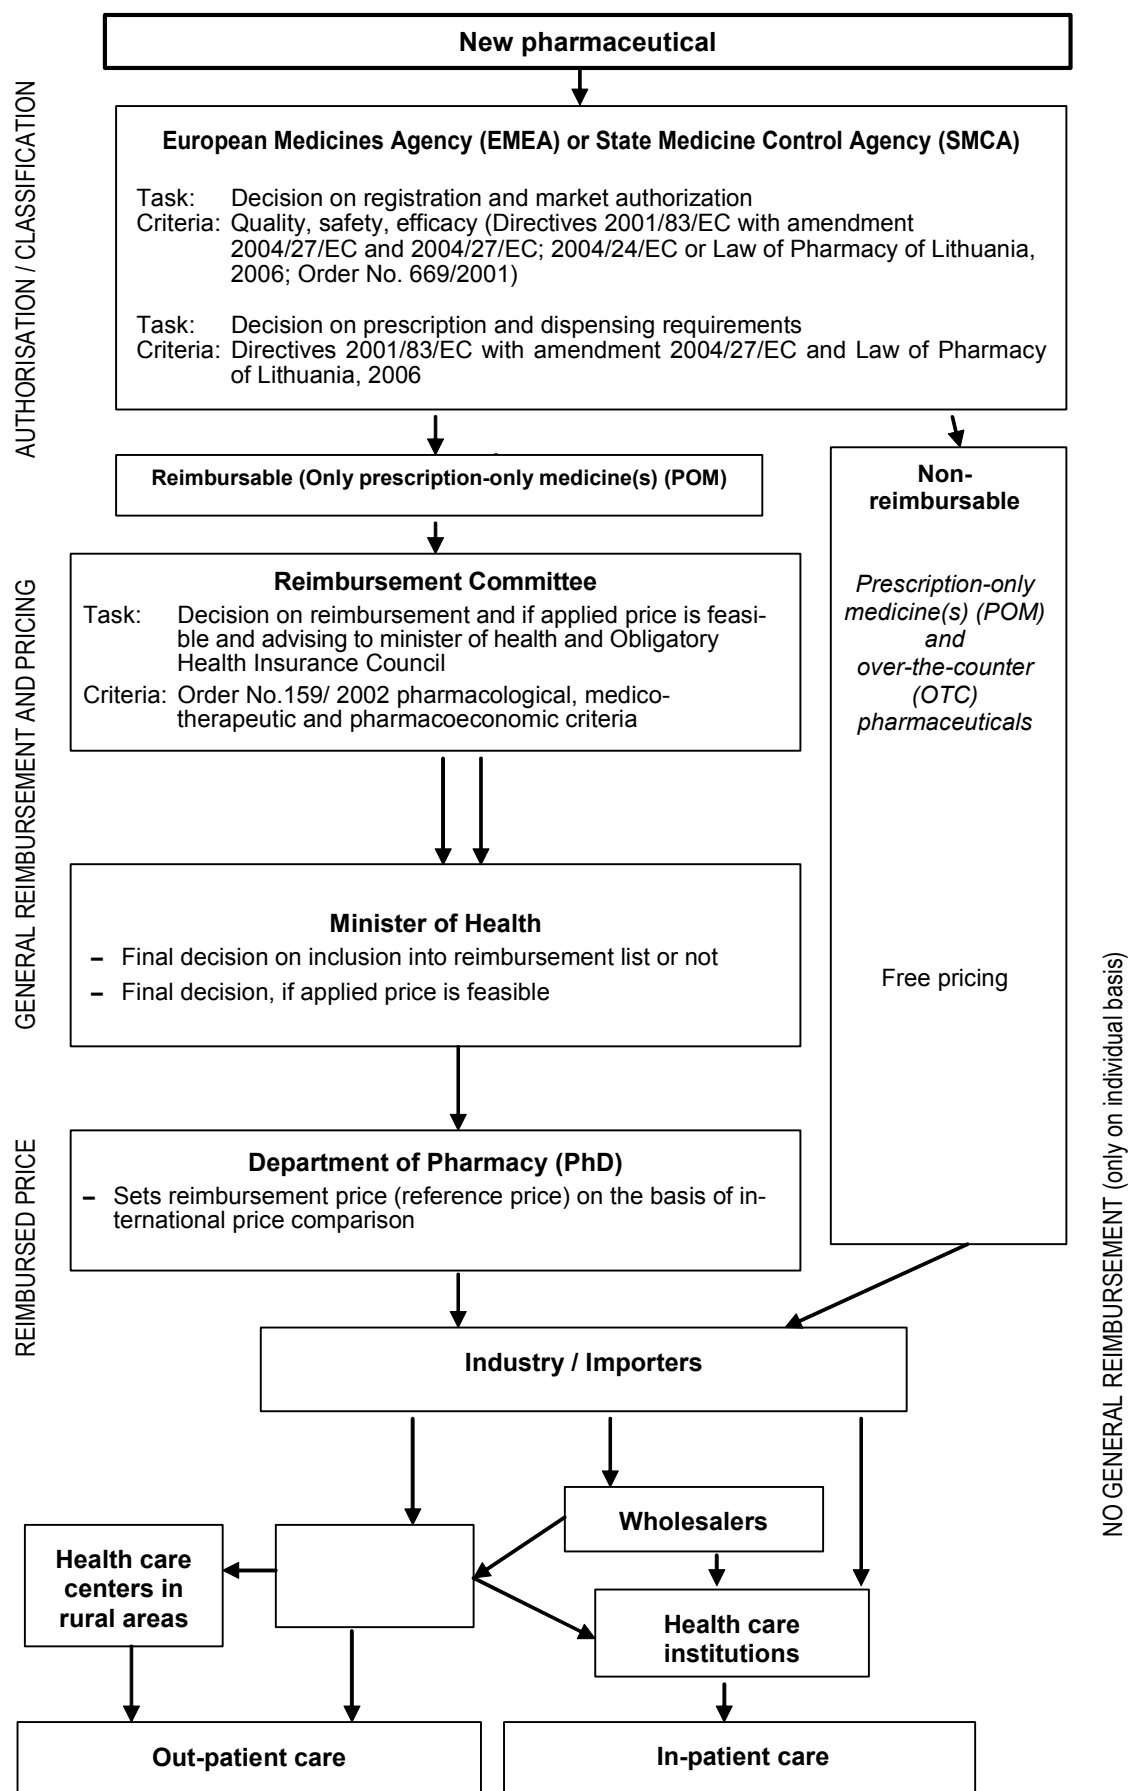 New pharmaceutical
AUTHORISATION / CLASSIFICATION
European Medicines Agency (EMEA) or State Medicine Control Agency (SMCA)
Task: Decision on registration and market authorization
Criteria: Quality, safety, efficacy (Directives 2001/83/EC with amendment
2004/27/EC and 2004/27/EC; 2004/24/EC or Law of Pharmacy of Lithuania,
2006; Order No. 669/2001)
Task: Decision on prescription and dispensing requirements
Criteria: Directives 2001/83/EC with amendment 2004/27/EC and Law of Pharmacy
of Lithuania, 2006
Reimbursable (Only prescription-only medicine(s) (POM)
Non-
reimbursable
Prescription-only
medicine(s) (POM)
and
over-the-counter
(OTC)
pharmaceuticals
Free pricing
GENERAL REIMBURSEMENT AND PRICING
Reimbursement Committee
Task: Decision on reimbursement and if applied price is feasi-
ble and advising to minister of health and Obligatory
Health Insurance Council
Criteria: Order No.159/ 2002 pharmacological, medico-
therapeutic and pharmacoeconomic criteria
Minister of Health
– Final decision on inclusion into reimbursement list or not
– Final decision, if applied price is feasible
NO GENERAL REIMBURSEMENT (only on individual basis)
REIMBURSED PRICE
Department of Pharmacy (PhD)
– Sets reimbursement price (reference price) on the basis of in-
ternational price comparison
Industry / Importers
Wholesalers
Health care
centers in
rural areas
Health care
institutions
Out-patient care
In-patient care